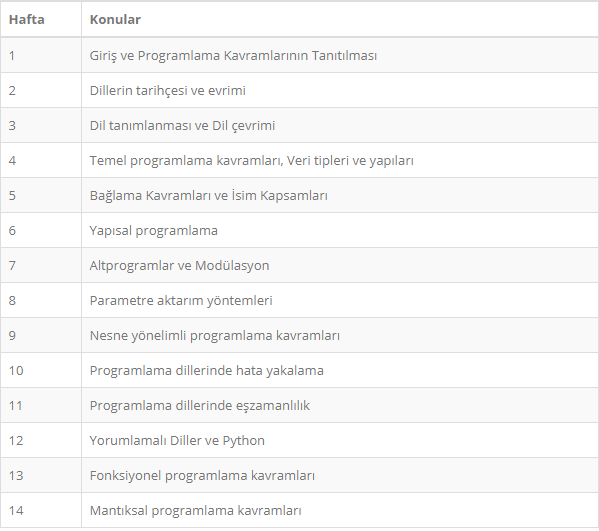 Hafta Konular
1 Giriş ve Programlama Kavramlarının Tanıtılması
2 Dillerin tarihçesi ve evrimi
3 Dil tanımlanması ve Dil çevrimi
4 Temel programlama kavramları, Veri tipleri ve yapıları
5 Bağlama Kavramları ve İsim Kapsamları
6 Yapısal programlama
7 Altprogramlar ve Modülasyon
8 Parametre aktarım yöntemleri
9 Nesne yönelimli programlama kavramları
10 Programlama dillerinde hata yakalama
11 Programlama dillerinde eşzamanlılık
12 Yorumlamalı Diller ve Python
13 Fonksiyonel programlama kavramları
14 Mantıksal programlama kavramları